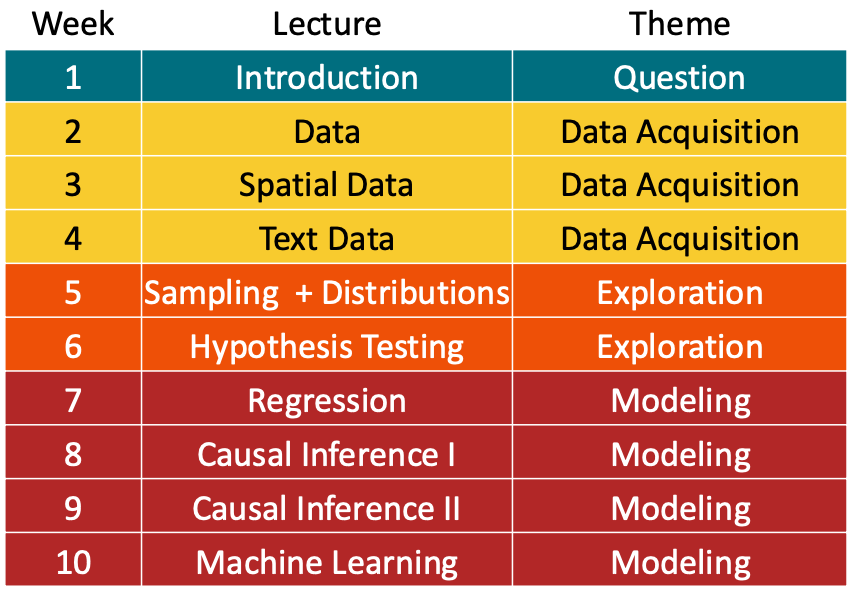 Week Lecture Theme
1 Introduction Question
2 Data Data Acquisition
3 Spatial Data Data Acquisition
4 Text Data Data Acquisition
5 Sampling + Distributions Exploration
6 Hypothesis Testing Exploration
7 Regression Modeling
8 Causal Inference I Modeling
9 Causal Inference II Modeling
10 Machine Learning Modeling